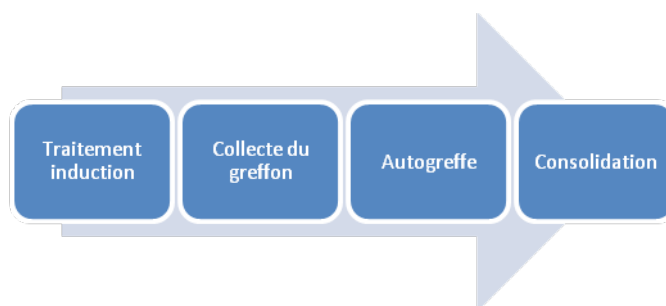 Traitement
induction
Collecte du
greffon
Autogreffe
Consolidation